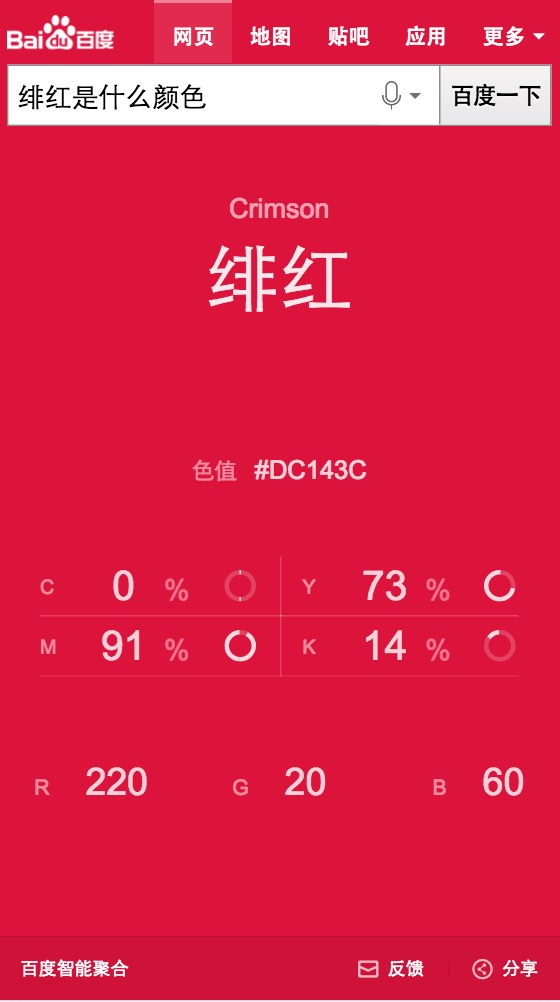 Bai du 百度 网页 地图 贴吧 应用 更多
绯红是什么颜色 百度一下
Crimson
绯红
色值 #DC143C
C 0 % Y 73 %
M 91 % K 14 %
R 220 G 20 B 60
百度智能聚合 反馈 分享